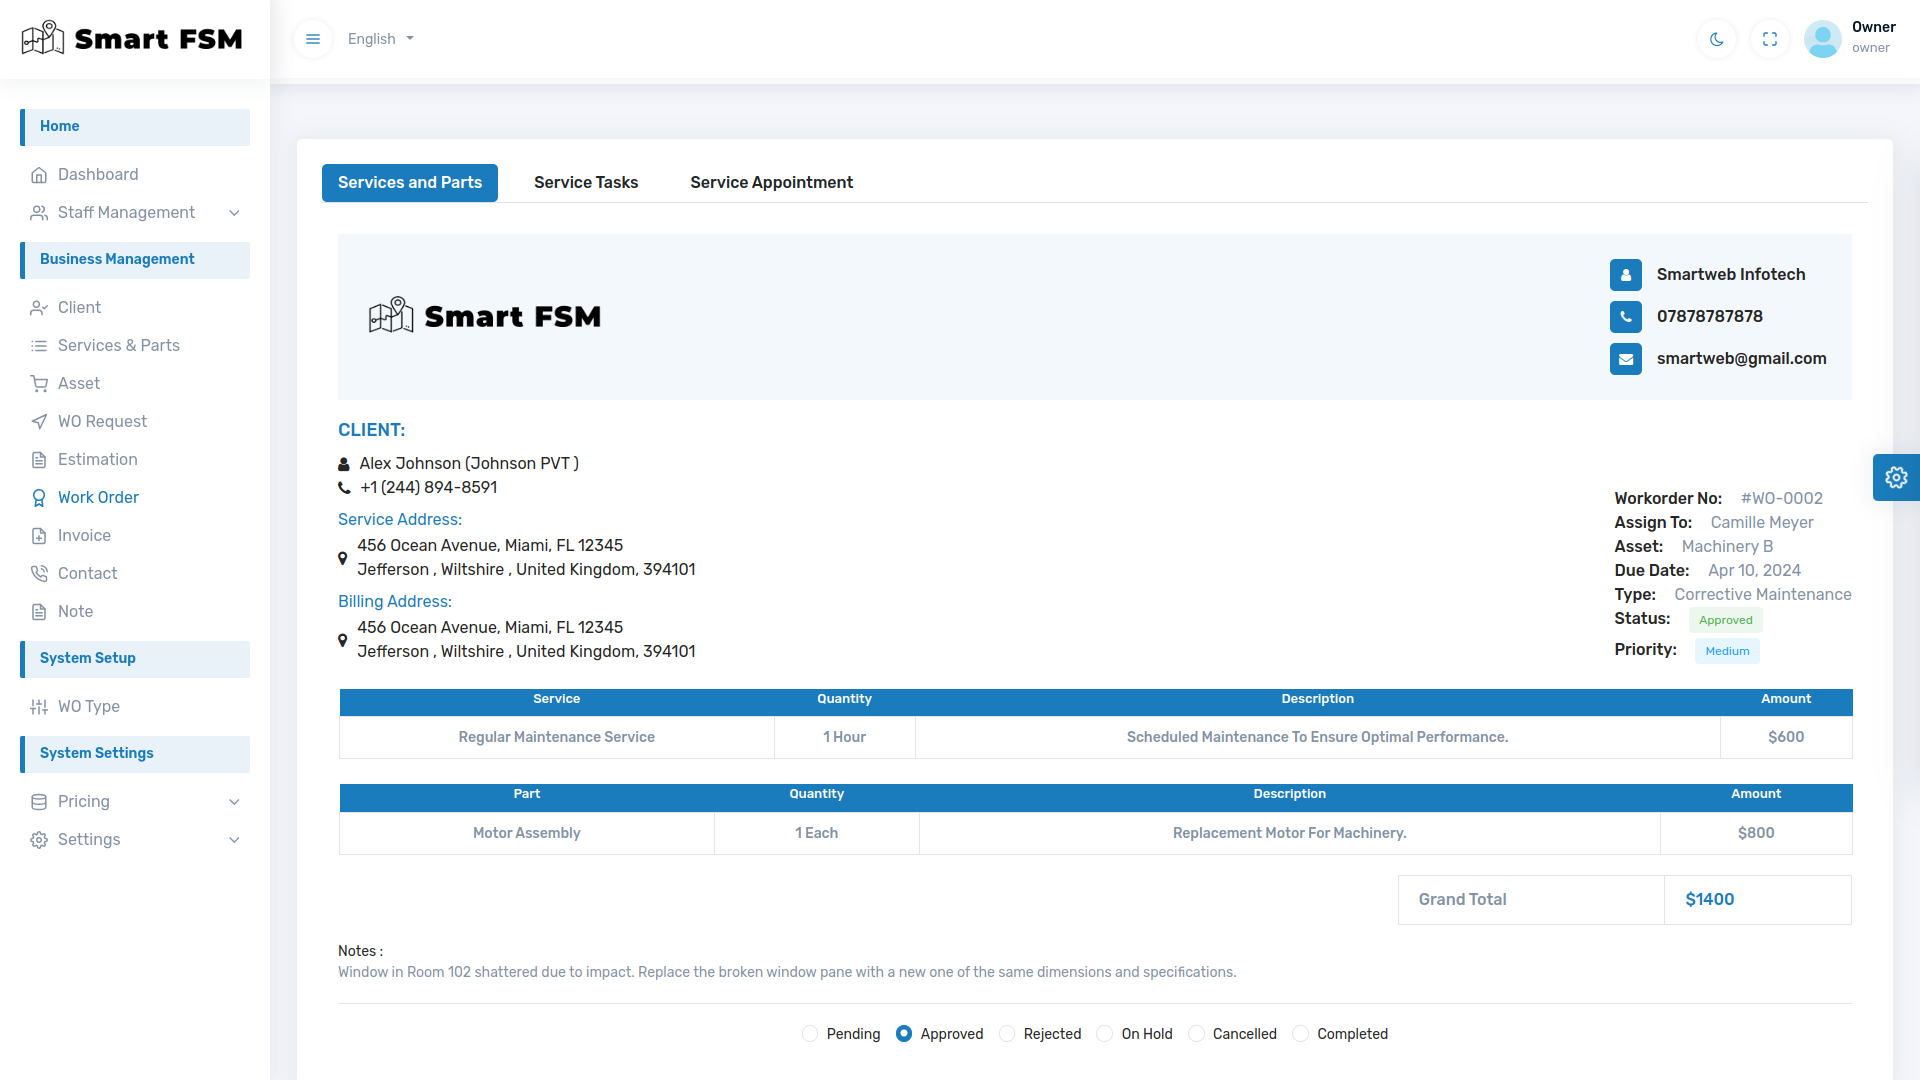 Smart FSM
English
Owner
owner
Home
Dashboard
Staff Management
Business Management
Client
Services & Parts
Asset
WO Request
Estimation
Work Order
Invoice
Contact
Note
System Setup
WO Type
System Settings
Pricing
Settings
Services and Parts
Service Tasks
Service Appointment
Smart FSM
Smartweb Infotech
07878787878
smartweb@gmail.com
CLIENT:
Alex Johnson (Johnson PVT )
+1 (244) 894-8591
Service Address:
456 Ocean Avenue, Miami, FL 12345
Jefferson , Wiltshire , United Kingdom, 394101
Billing Address:
456 Ocean Avenue, Miami, FL 12345
Jefferson , Wiltshire , United Kingdom, 394101
Workorder No: #WO-0002
Assign To: Camille Meyer
Asset: Machinery B
Due Date: Apr 10, 2024
Type: Corrective Maintenance
Status: Approved
Priority: Medium
Service Quantity Description Amount
Regular Maintenance Service 1 Hour Scheduled Maintenance To Ensure Optimal Performance. $600
Part Quantity Description Amount
Motor Assembly 1 Each Replacement Motor For Machinery. $800
Grand Total $1400
Notes :
Window in Room 102 shattered due to impact. Replace the broken window pane with a new one of the same dimensions and specifications.
Pending Approved Rejected On Hold Cancelled Completed